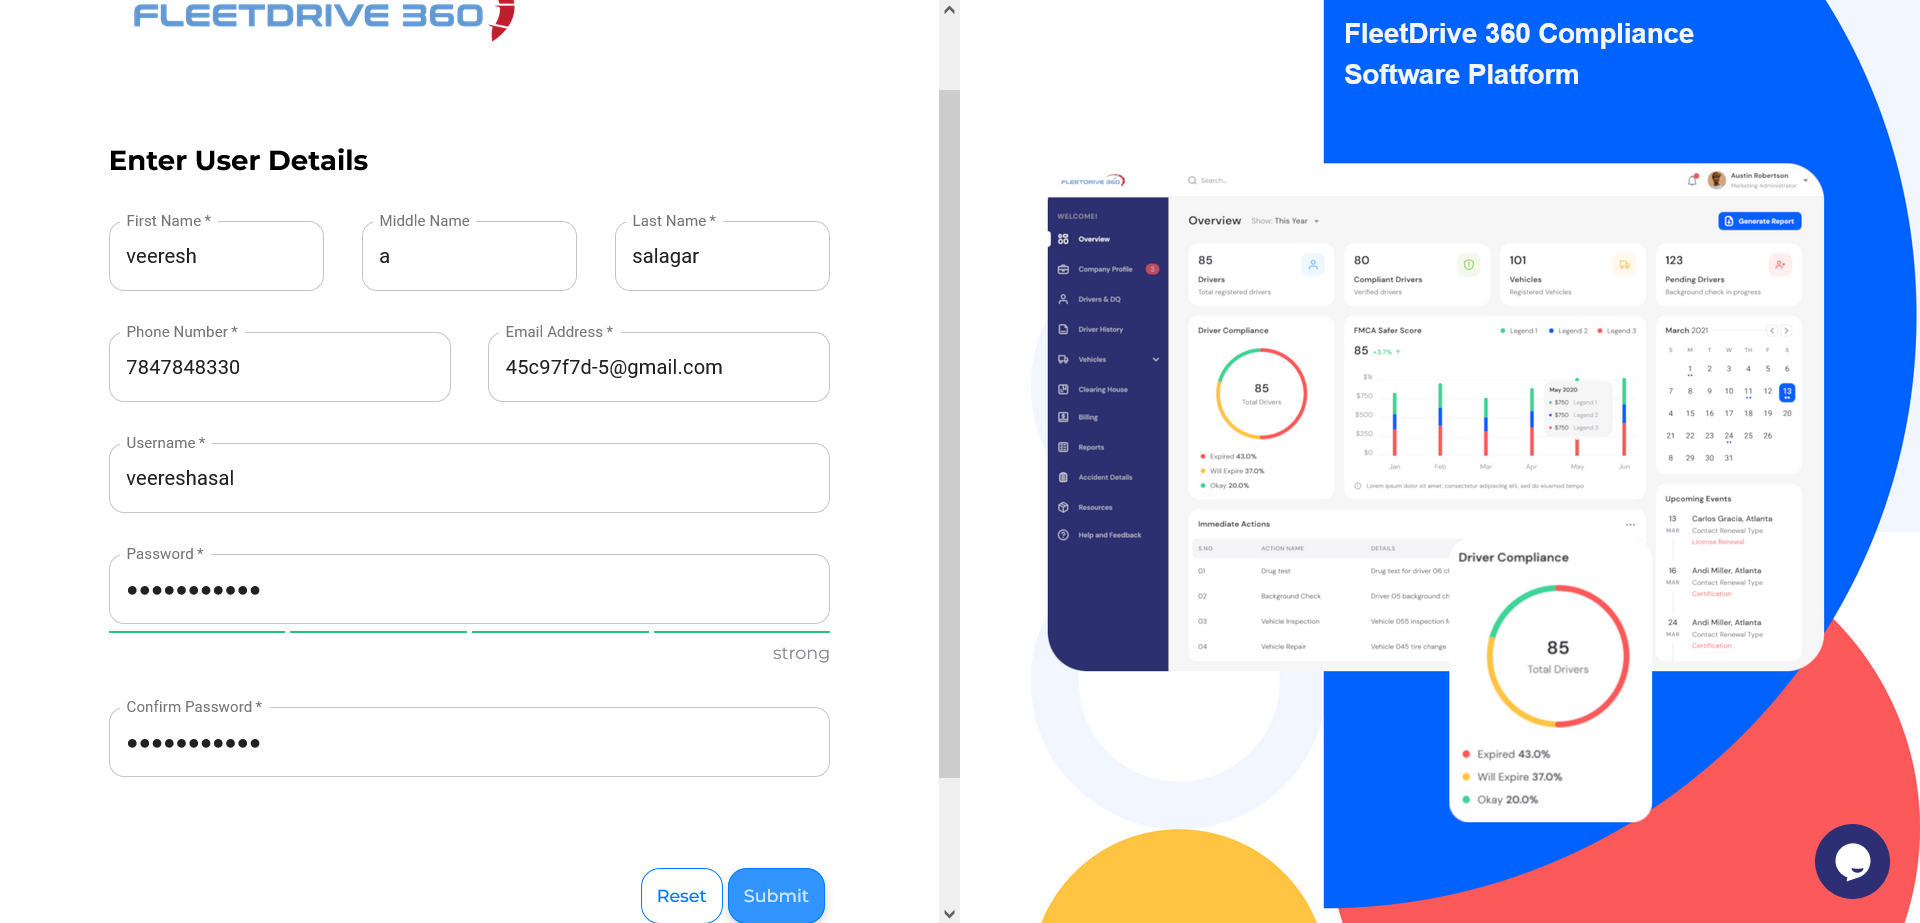 FLEETDRIVE 360
Enter User Details
First Name *
veeresh
Middle Name
a
Last Name *
salagar
Phone Number *
7847848330
Email Address *
45c97f7d-5@gmail.com
Username *
veereshasal
Password *
•••••••••••
strong
Confirm Password *
•••••••••••
Reset
Submit
FleetDrive 360 Compliance
Software Platform
FLEETDRIVE 360
Search..
Austin Robertson
Marketing Administrator
WELCOME!
Overview
Company Profile 3
Drivers & DQ
Driver History
Vehicles
Clearing House
Billing
Reports
Accident Details
Resources
Help and Feedback
Overview
Show: This Year
Generate Report
85
Drivers
Total registered drivers
80
Compliant Drivers
Verified drivers
101
Vehicles
Registered Vehicles
123
Pending Drivers
Background check in progress
Driver Compliance
85
Total Drivers
Expired 43.0%
Will Expire 37.0%
Okay 20.0%
FMCA Safer Score
Legend 1 Legend 2 Legend 3
85 +3.7%
$1k
$750
$500
$250
$0
May 2020
$750 Legend 1
$750 Legend 2
$750 Legend 3
Jan Feb Mar Apr May Jun
Lorem ipsum dolor sit amet, consectetur adipiscing elit, sed do eiusmod tempo
March 2021
S M T W TH F S
1 2 3 4 5 6
7 8 9 10 11 12 13
4 15 16 17 18 19 20
21 22 23 24 25 26
8 29 30 31
Immediate Actions
S.NO ACTION NAME DETAILS
01 Drug test Drug test for driver 06 cl
02 Background Check Driver 05 background ch
03 Vehicle Inspection Vehicle 055 inspection
04 Vehicle Repair Vehicle 045 tire change
Upcoming Events
13 MAR
Carlos Gracia, Atlanta
Contact Renewal Type
License Renewal
16 MAR
Andi Miller, Atlanta
Contact Renewal Type
Certification
24 MAR
Andi Miller, Atlanta
Contact Renewal Type
Certification
Driver Compliance
85
Total Drivers
Expired 43.0%
Will Expire 37.0%
Okay 20.0%